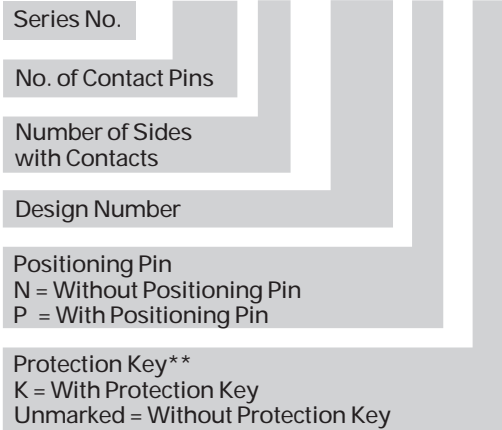 Series No.
No. of Contact Pins
Number of Sides
with Contacts
Design Number
Positioning Pin
N = Without Positioning Pin
P = With Positioning Pin
Protection Key**
K = With Protection Key
Unmarked = Without Protection Key